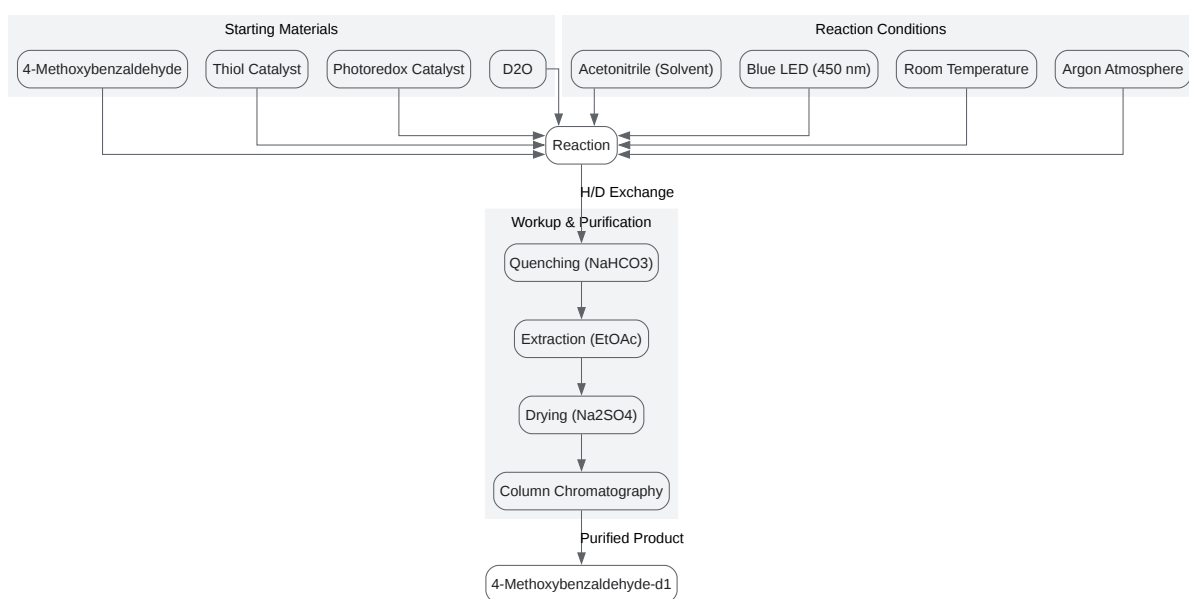 Starting Materials
Reaction Conditions
4-Methoxybenzaldehyde
Thiol Catalyst
Photoredox Catalyst
D2O
Acetonitrile (Solvent)
Blue LED (450 nm)
Room Temperature
Argon Atmosphere
Reaction
H/D Exchange
Workup & Purification
Quenching (NaHCO3)
Extraction (EtOAc)
Drying (Na2SO4)
Column Chromatography
Purified Product
4-Methoxybenzaldehyde-d1